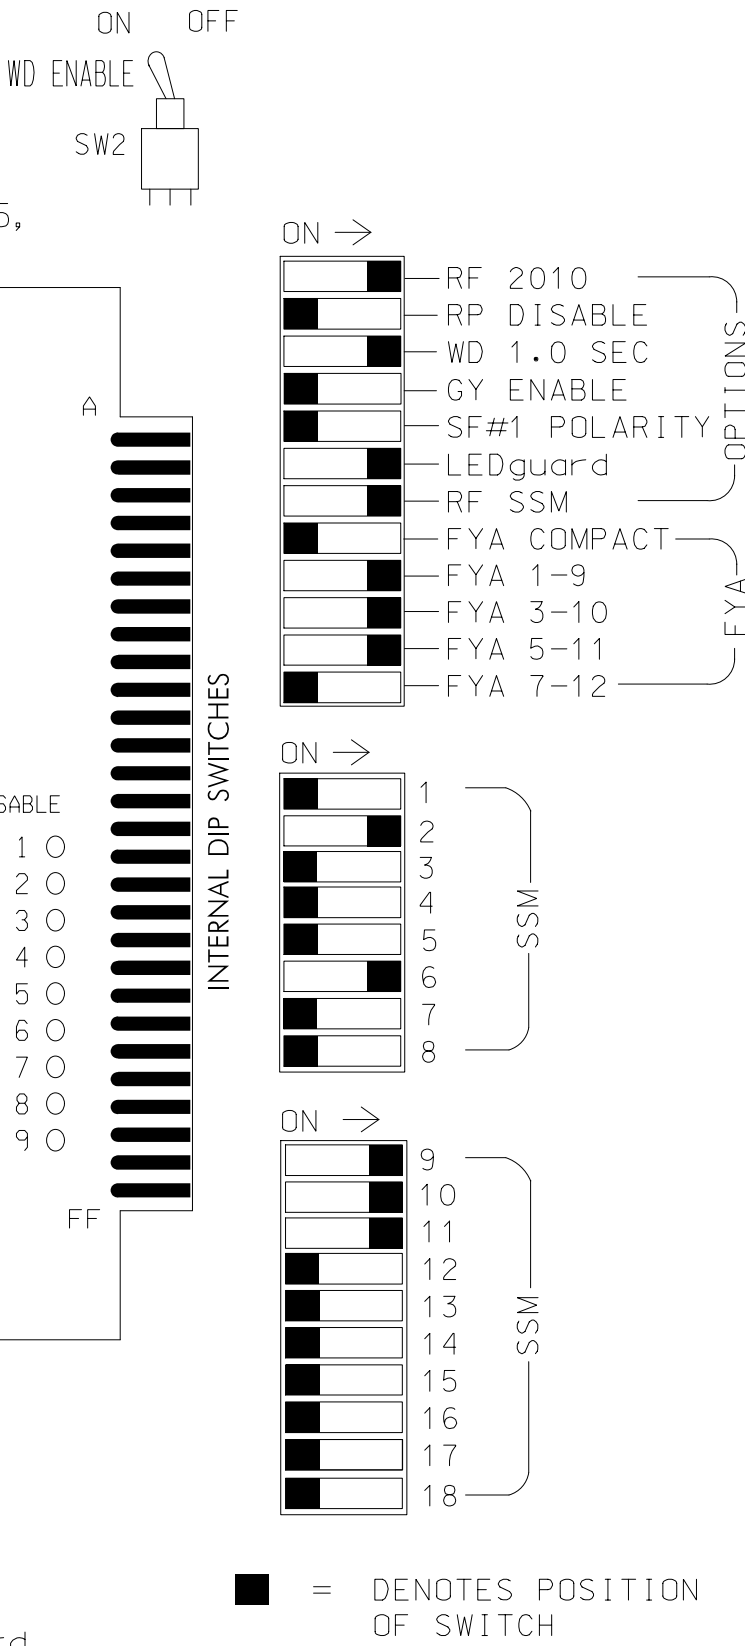 ON OFF
WD ENABLE
SW2
5,
ON →
RF 2010
RP DISABLE
WD 1.0 SEC
GY ENABLE
SF#1 POLARITY
LEDguard
RF SSM
OPTIONS
FYA COMPACT
FYA 1-9
FYA 3-10
FYA 5-11
FYA 7-12
FYA
A
FF
INTERNAL DIP SWITCHES
SABLE
1
2
3
4
5
6
7
8
9
ON →
1
2
3
4
5
6
7
8
SSM
ON →
9
10
11
12
13
14
15
16
17
18
SSM
= DENOTES POSITION
OF SWITCH